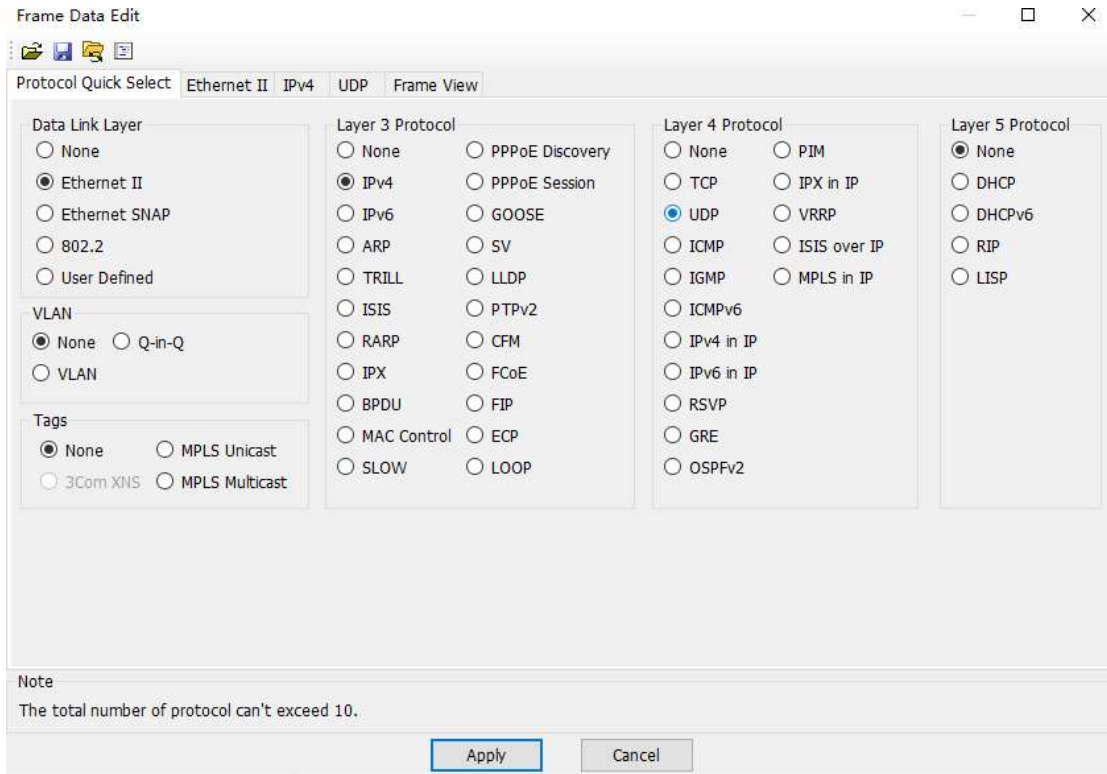 Frame Data Edit
Protocol Quick Select Ethernet II IPv4 UDP Frame View
Data Link Layer
None
Ethernet II
Ethernet SNAP
802.2
User Defined
VLAN
None Q-in-Q
VLAN
Tags
None MPLS Unicast
3Com XNS MPLS Multicast
Layer 3 Protocol
None PPPoE Discovery
IPv4 PPPoE Session
IPv6 GOOSE
ARP SV
TRILL LLDP
ISIS PTPv2
RARP CFM
IPX FCoE
BPDU FIP
MAC Control ECP
SLOW LOOP
Layer 4 Protocol
None PIM
TCP IPX in IP
UDP VRRP
ICMP ISIS over IP
IGMP MPLS in IP
ICMPv6
IPv4 in IP
IPv6 in IP
RSVP
GRE
OSPFv2
Layer 5 Protocol
None
DHCP
DHCPv6
RIP
LISP
Note
The total number of protocol can't exceed 10.
Apply Cancel